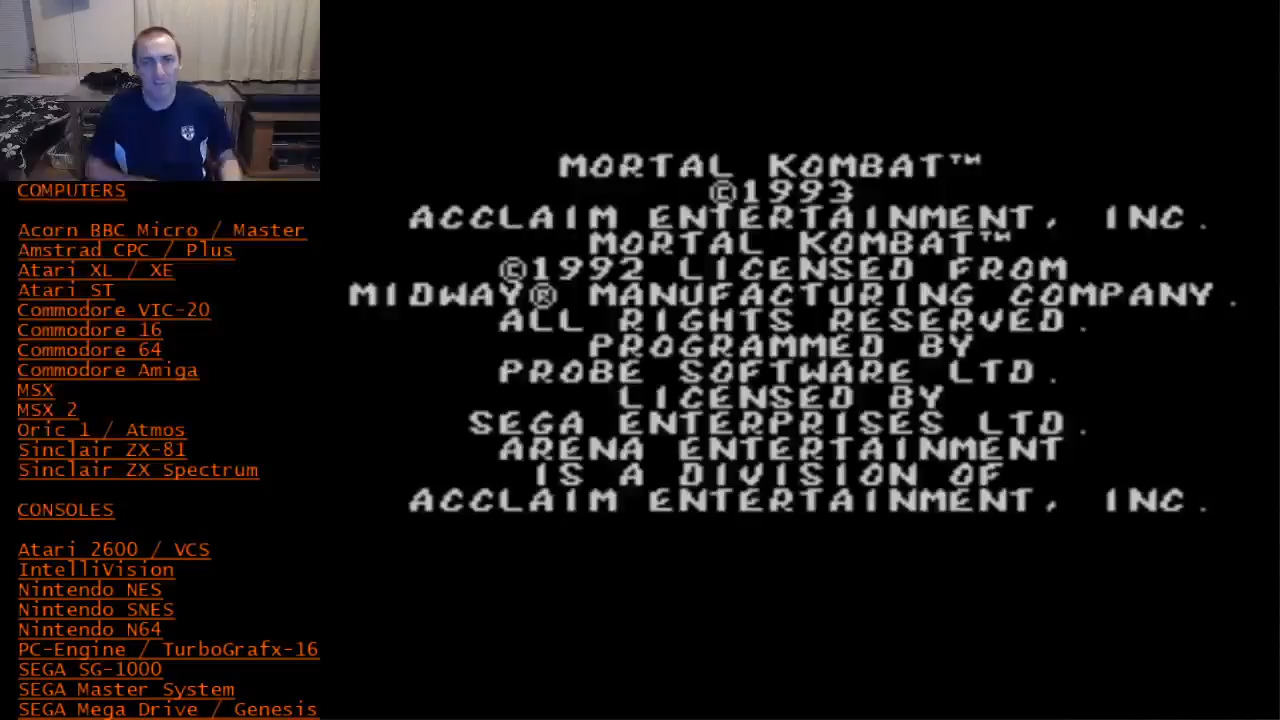 COMPUTERS
Acorn BBC Micro / Master
Amstrad CPC / Plus
Atari XL / XE
Atari ST
Commodore VIC-20
Commodore 16
Commodore 64
Commodore Amiga
MSX
MSX 2
Oric 1 / Atmos
Sinclair ZX-81
Sinclair ZX Spectrum
CONSOLES
Atari 2600 / VCS
IntelliVision
Nintendo NES
Nintendo SNES
Nintendo N64
PC-Engine / TurboGrafx-16
SEGA SG-1000
SEGA Master System
SEGA Mega Drive / Genesis
MORTAL KOMBAT™
©1993
ACCLAIM ENTERTAINMENT, INC.
MORTAL KOMBAT™
©1992 LICENSED FROM
MIDWAY® MANUFACTURING COMPANY.
ALL RIGHTS RESERVED.
PROGRAMMED BY
PROBE SOFTWARE LTD.
LICENSED BY
SEGA ENTERPRISES LTD.
ARENA ENTERTAINMENT
IS A DIVISION OF
ACCLAIM ENTERTAINMENT, INC.